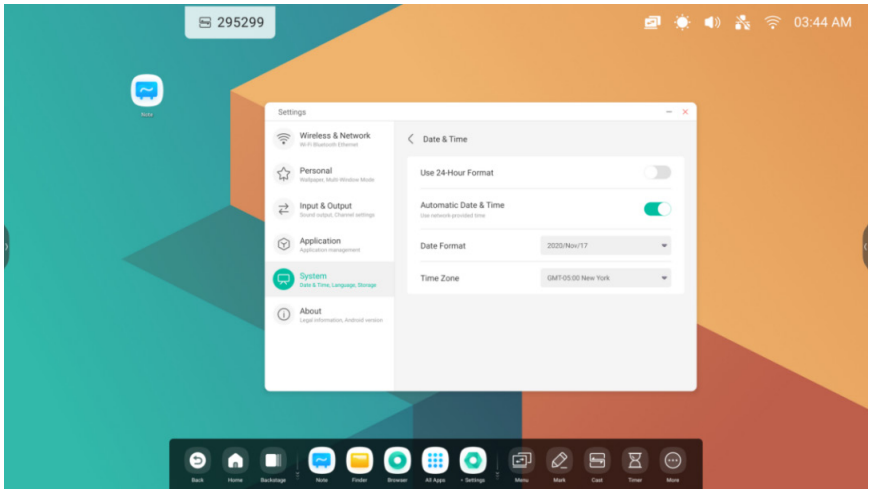 295299
03:44 AM
Note
Settings
Wireless & Network
Wi-Fi Bluetooth Ethernet
Personal
Wallpaper, Multi-Window Mode
Input & Output
Sound output, Channel settings
Application
Application management
System
Date & Time, Language, Storage
About
Legal information, Android version
Date & Time
Use 24-Hour Format
Automatic Date & Time
Use network-provided time
Date Format
2020/Nov/17
Time Zone
GMT-05:00 New York
Back
Home
Backstage
Note
Finder
Browser
All Apps
• Settings
Menu
Mark
Cast
Timer
More